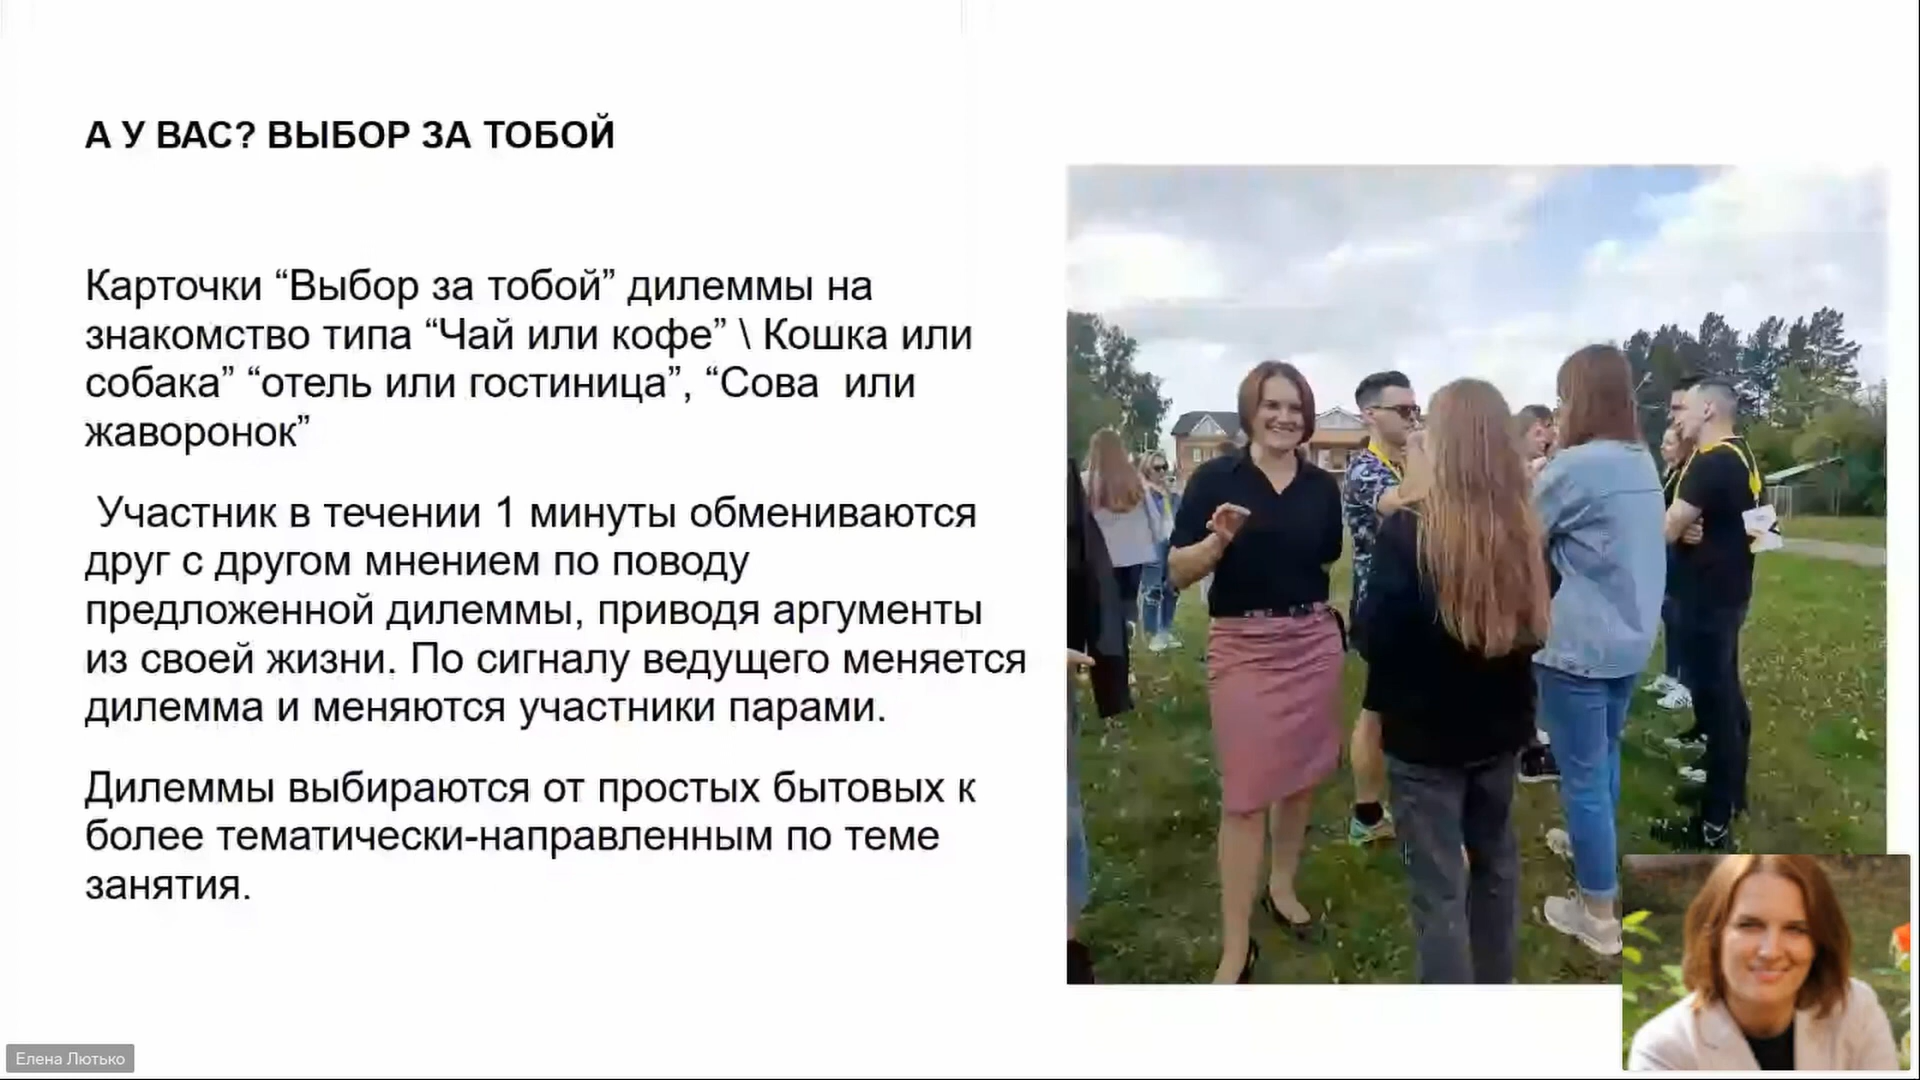 А У ВАС? ВЫБОР ЗА ТОБОЙ
Карточки “Выбор за тобой” дилеммы на
знакомство типа “Чай или кофе” \ Кошка или
собака” “отель или гостиница”, “Сова  или
жаворонок”
Участник в течении 1 минуты обмениваются
друг с другом мнением по поводу
предложенной дилеммы, приводя аргументы
из своей жизни. По сигналу ведущего меняется
дилемма и меняются участники парами.
Дилеммы выбираются от простых бытовых к
более тематически-направленным по теме
занятия.
Елена Лютько